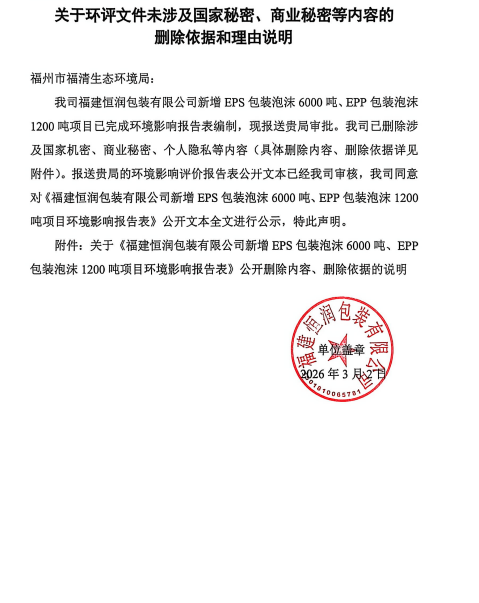 关于环评文件未涉及国家秘密、商业秘密等内容的
删除依据和理由说明
福州市福清生态环境局：
我司福建恒润包装有限公司新增 EPS 包装泡沫 6000 吨、EPP 包装泡沫
1200 吨项目已完成环境影响报告表编制，现报送贵局审批。我司已删除涉
及国家机密、商业秘密、个人隐私等内容（具体删除内容、删除依据详见
附件）。报送贵局的环境影响评价报告表公开文本已经我司审核，我司同意
对《福建恒润包装有限公司新增 EPS 包装泡沫 6000 吨、EPP 包装泡沫 1200
吨项目环境影响报告表》公开文本全文进行公示，特此声明。
附件：关于《福建恒润包装有限公司新增 EPS 包装泡沫 6000 吨、EPP
包装泡沫 1200 吨项目环境影响报告表》公开删除内容、删除依据的说明
福建恒润包装有限公司
单位盖章
2026 年 3 月 2 日